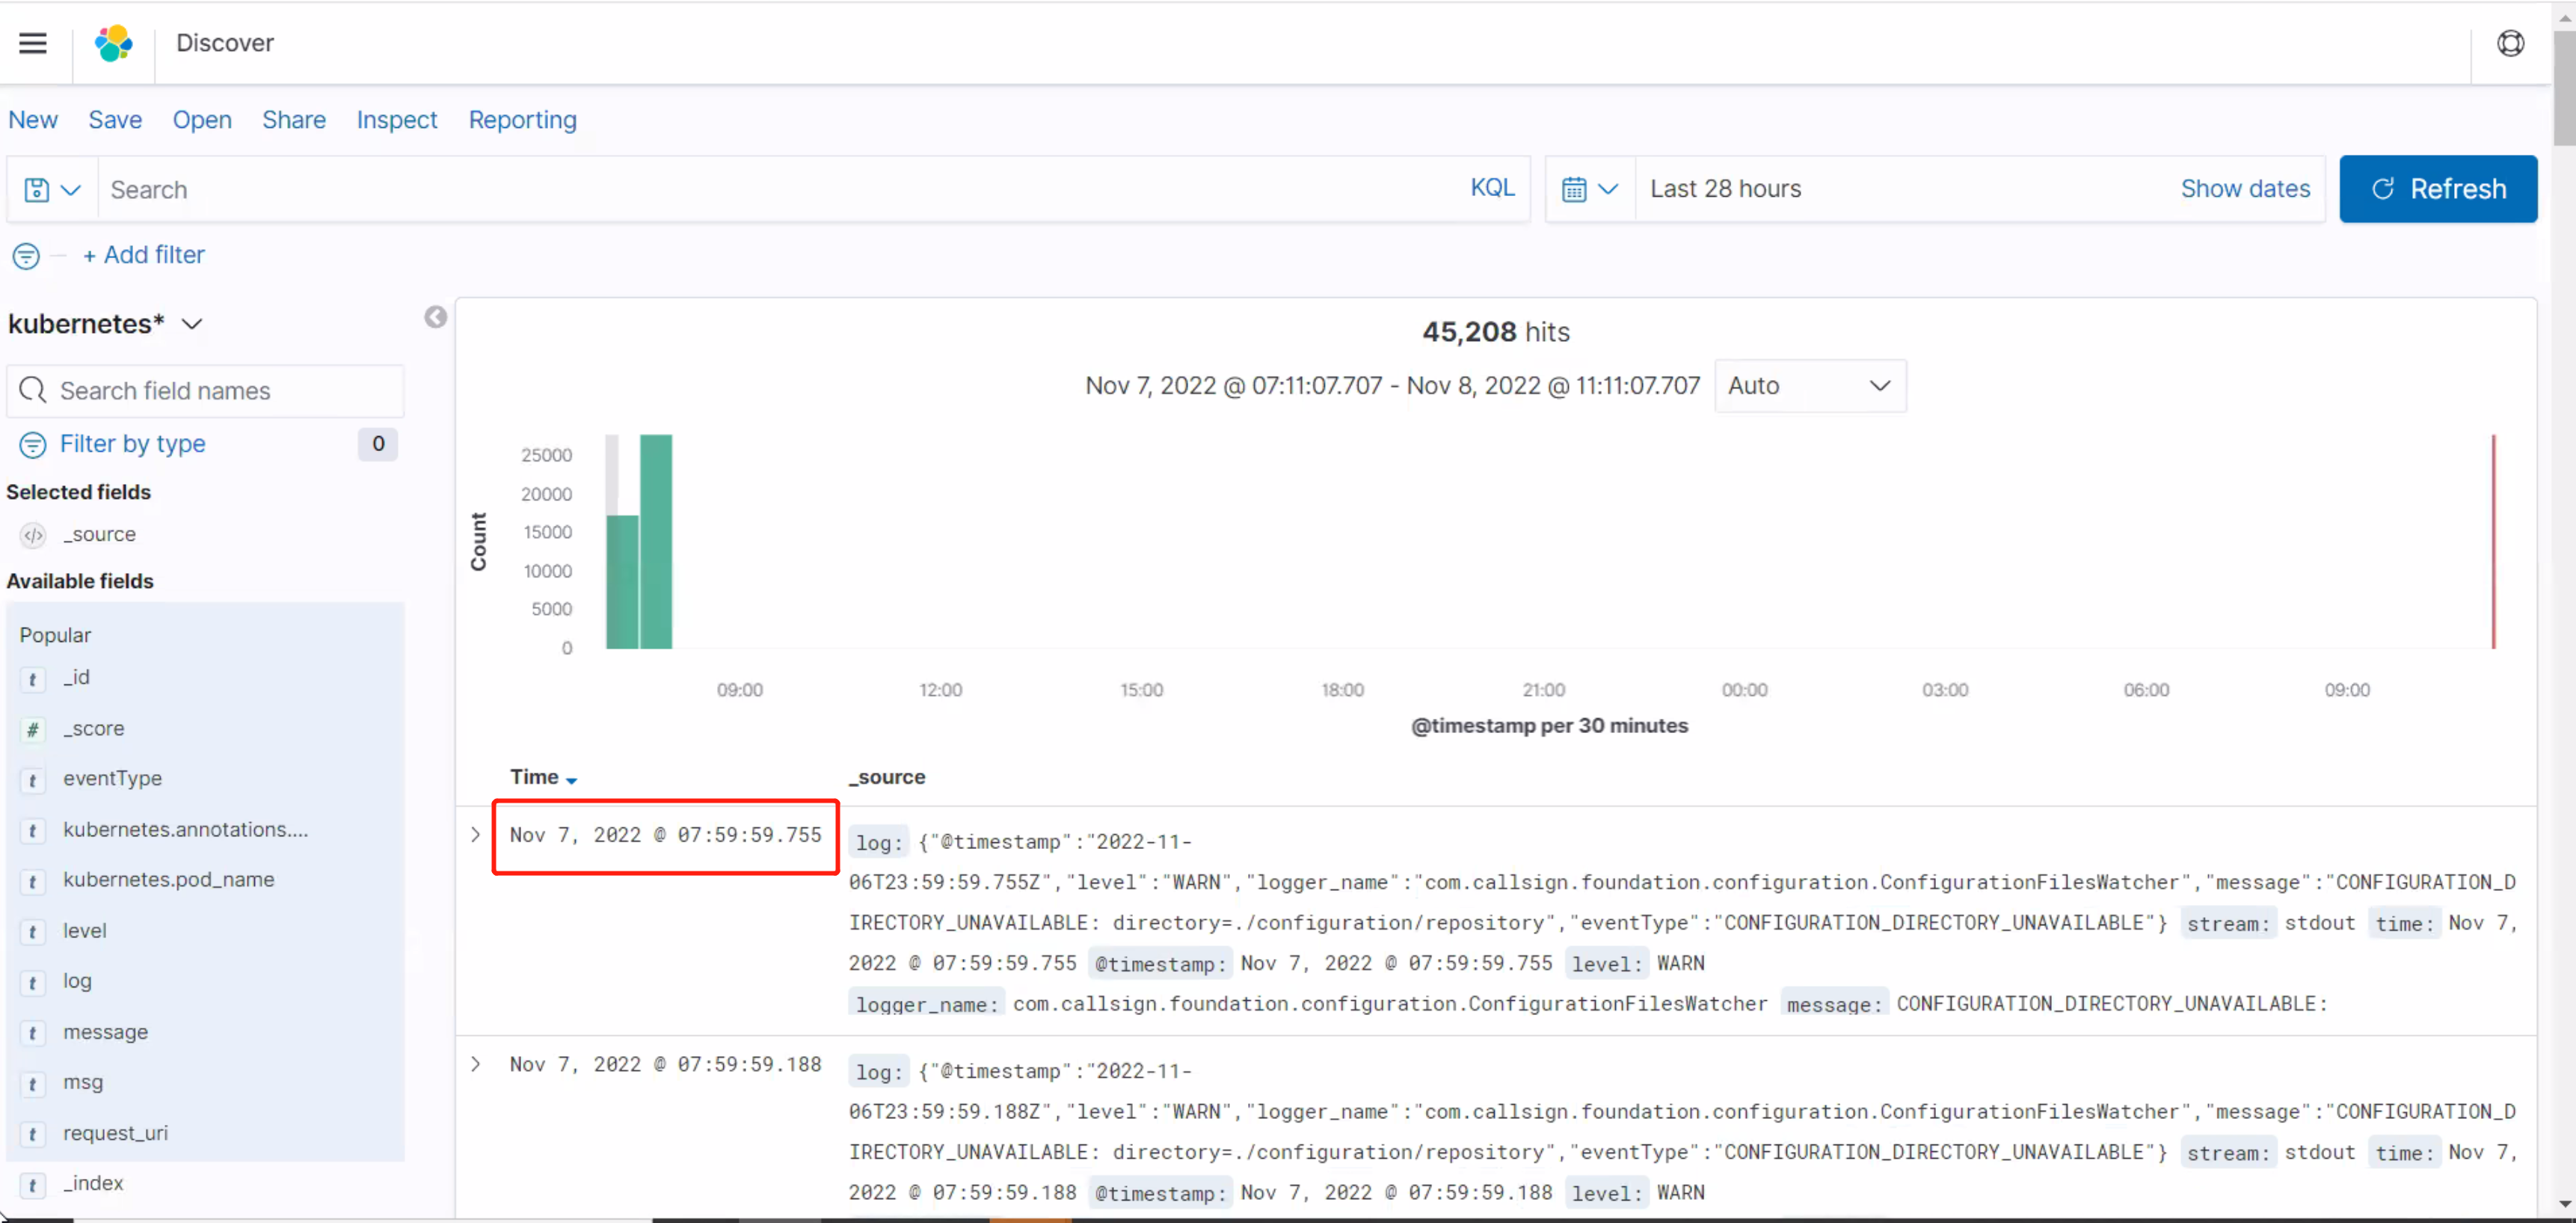 Discover
New Save Open Share Inspect Reporting
Search KQL Last 28 hours Show dates Refresh
+ Add filter
kubernetes*
Search field names
Filter by type 0
Selected fields
</> _source
Available fields
Popular
t _id
# _score
t eventType
t kubernetes.annotations....
t kubernetes.pod_name
t level
t log
t message
t msg
t request_uri
t _index
45,208 hits
Nov 7, 2022 @ 07:11:07.707 - Nov 8, 2022 @ 11:11:07.707 Auto
Count
25000
20000
15000
10000
5000
0
09:00 12:00 15:00 18:00 21:00 00:00 03:00 06:00 09:00
@timestamp per 30 minutes
Time _source
Nov 7, 2022 @ 07:59:59.755 log: {"@timestamp":"2022-11-
06T23:59:59.755Z","level":"WARN","logger_name":"com.callsign.foundation.configuration.ConfigurationFilesWatcher","message":"CONFIGURATION_D
IRECTORY_UNAVAILABLE: directory=./configuration/repository","eventType":"CONFIGURATION_DIRECTORY_UNAVAILABLE"} stream: stdout time: Nov 7,
2022 @ 07:59:59.755 @timestamp: Nov 7, 2022 @ 07:59:59.755 level: WARN
logger_name: com.callsign.foundation.configuration.ConfigurationFilesWatcher message: CONFIGURATION_DIRECTORY_UNAVAILABLE:
Nov 7, 2022 @ 07:59:59.188 log: {"@timestamp":"2022-11-
06T23:59:59.188Z","level":"WARN","logger_name":"com.callsign.foundation.configuration.ConfigurationFilesWatcher","message":"CONFIGURATION_D
IRECTORY_UNAVAILABLE: directory=./configuration/repository","eventType":"CONFIGURATION_DIRECTORY_UNAVAILABLE"} stream: stdout time: Nov 7,
2022 @ 07:59:59.188 @timestamp: Nov 7, 2022 @ 07:59:59.188 level: WARN